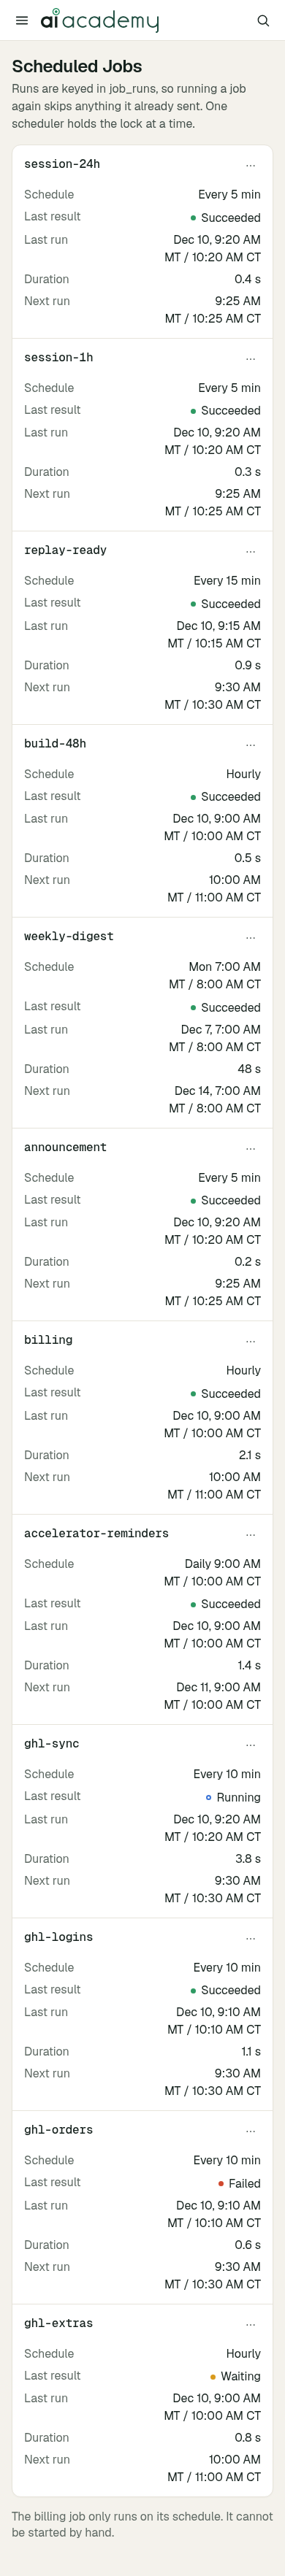 ai academy
Scheduled Jobs
Runs are keyed in job_runs, so running a job
again skips anything it already sent. One
scheduler holds the lock at a time.
session-24h ...
Schedule Every 5 min
Last result Succeeded
Last run Dec 10, 9:20 AM
MT / 10:20 AM CT
Duration 0.4 s
Next run 9:25 AM
MT / 10:25 AM CT
session-1h ...
Schedule Every 5 min
Last result Succeeded
Last run Dec 10, 9:20 AM
MT / 10:20 AM CT
Duration 0.3 s
Next run 9:25 AM
MT / 10:25 AM CT
replay-ready ...
Schedule Every 15 min
Last result Succeeded
Last run Dec 10, 9:15 AM
MT / 10:15 AM CT
Duration 0.9 s
Next run 9:30 AM
MT / 10:30 AM CT
build-48h ...
Schedule Hourly
Last result Succeeded
Last run Dec 10, 9:00 AM
MT / 10:00 AM CT
Duration 0.5 s
Next run 10:00 AM
MT / 11:00 AM CT
weekly-digest ...
Schedule Mon 7:00 AM
MT / 8:00 AM CT
Last result Succeeded
Last run Dec 7, 7:00 AM
MT / 8:00 AM CT
Duration 48 s
Next run Dec 14, 7:00 AM
MT / 8:00 AM CT
announcement ...
Schedule Every 5 min
Last result Succeeded
Last run Dec 10, 9:20 AM
MT / 10:20 AM CT
Duration 0.2 s
Next run 9:25 AM
MT / 10:25 AM CT
billing ...
Schedule Hourly
Last result Succeeded
Last run Dec 10, 9:00 AM
MT / 10:00 AM CT
Duration 2.1 s
Next run 10:00 AM
MT / 11:00 AM CT
accelerator-reminders ...
Schedule Daily 9:00 AM
MT / 10:00 AM CT
Last result Succeeded
Last run Dec 10, 9:00 AM
MT / 10:00 AM CT
Duration 1.4 s
Next run Dec 11, 9:00 AM
MT / 10:00 AM CT
ghl-sync ...
Schedule Every 10 min
Last result Running
Last run Dec 10, 9:20 AM
MT / 10:20 AM CT
Duration 3.8 s
Next run 9:30 AM
MT / 10:30 AM CT
ghl-logins ...
Schedule Every 10 min
Last result Succeeded
Last run Dec 10, 9:10 AM
MT / 10:10 AM CT
Duration 1.1 s
Next run 9:30 AM
MT / 10:30 AM CT
ghl-orders ...
Schedule Every 10 min
Last result Failed
Last run Dec 10, 9:10 AM
MT / 10:10 AM CT
Duration 0.6 s
Next run 9:30 AM
MT / 10:30 AM CT
ghl-extras ...
Schedule Hourly
Last result Waiting
Last run Dec 10, 9:00 AM
MT / 10:00 AM CT
Duration 0.8 s
Next run 10:00 AM
MT / 11:00 AM CT
The billing job only runs on its schedule. It cannot
be started by hand.